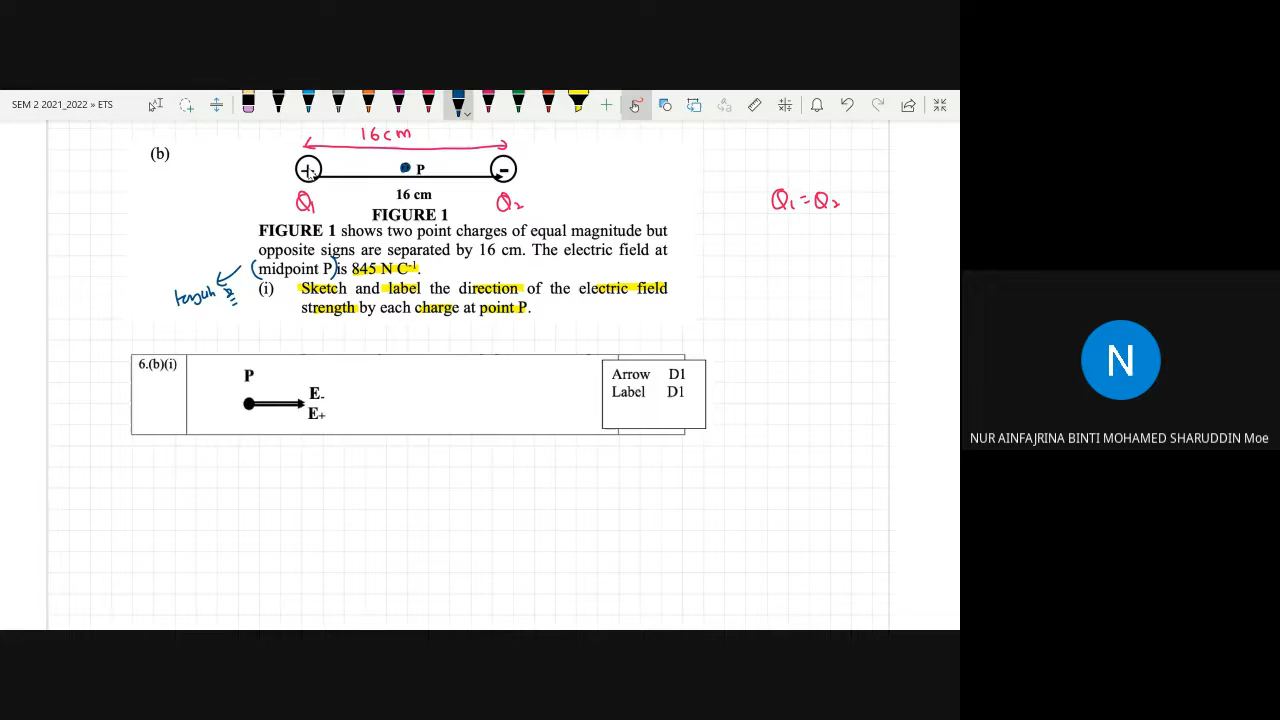 SEM 2 2021_2022 » ETS
16cm
(b)
+ P -
16 cm
Q1 Q2
Q1 = Q2
FIGURE 1
FIGURE 1 shows two point charges of equal magnitude but
opposite signs are separated by 16 cm. The electric field at
(midpoint P) is 845 N C-1.
tengah
(i) Sketch and label the direction of the electric field
strength by each charge at point P.
6.(b)(i)
P
E-
E+
Arrow D1
Label D1
N
NUR AINFAJRINA BINTI MOHAMED SHARUDDIN Moe